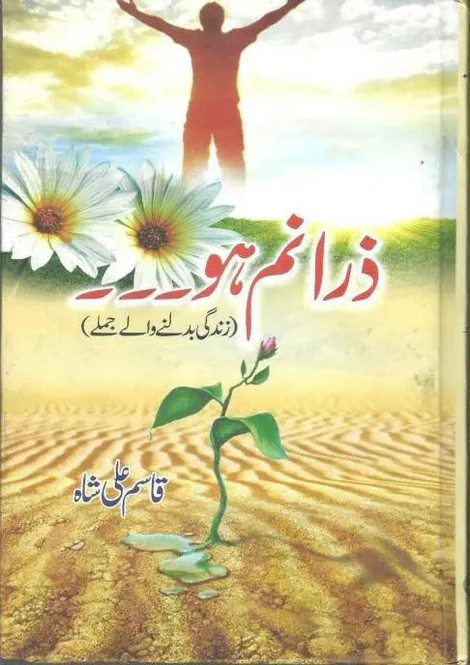 ذرا نم ہو۔۔۔
(زندگی بدلنے والے جملے)
قاسم علی شاہ